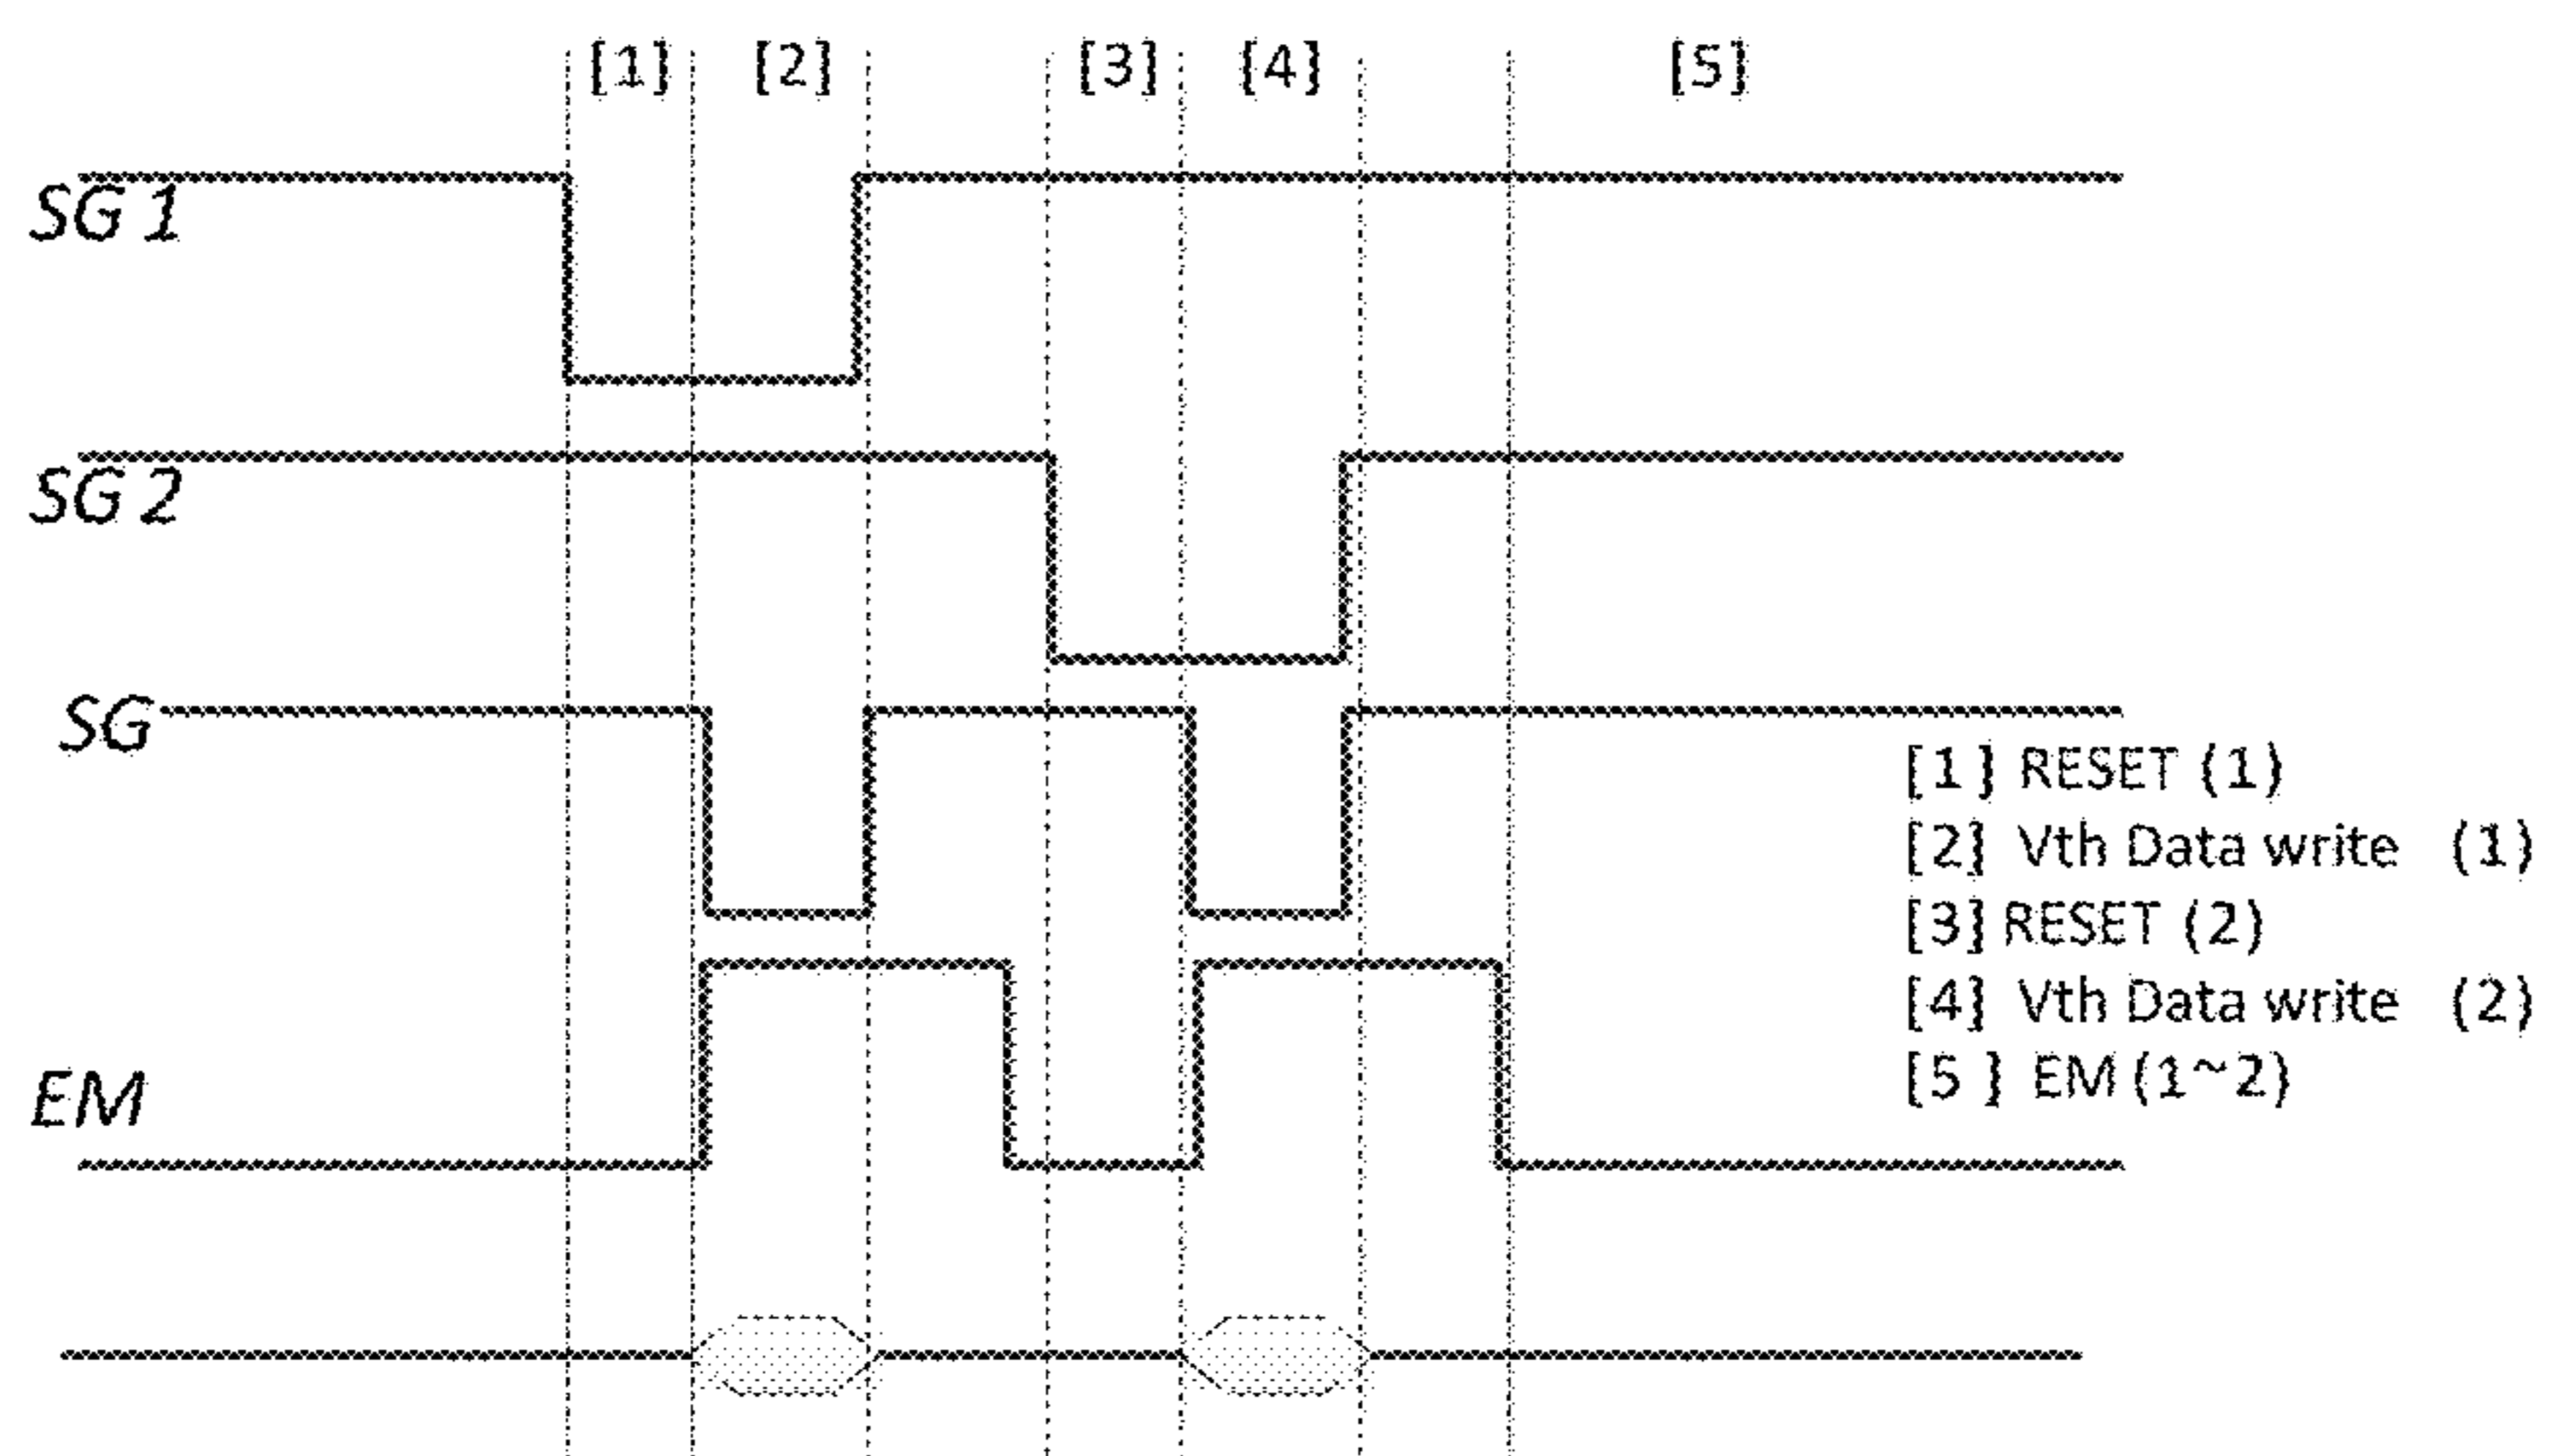 [1] [2] [3] [4] [5]
SG 1
SG 2
SG
[1] RESET (1)
[2] Vth Data write (1)
[3] RESET (2)
[4] Vth Data write (2)
[5] EM (1~2)
EM